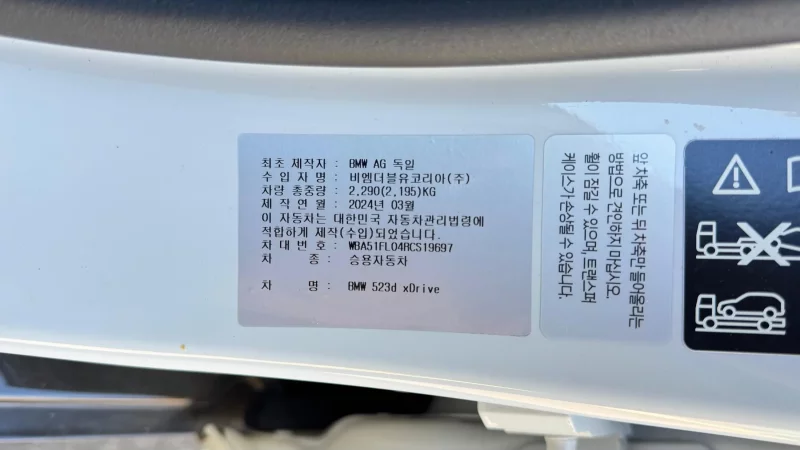 최초 제작자 : BMW AG 독일
수 입 자 명 : 비엠더블유코리아(주)
차량 총중량 : 2,290(2,195)KG
제 작 연 월 : 2024년 03월
이 자동차는 대한민국 자동차관리법령에
적합하게 제작(수입)되었습니다.
차 대 번 호 : WBA51FL04RCS19697
차 종 : 승용자동차
차 명 : BMW 523d xDrive
앞 차축 또는 뒤 차축만 들어올리는
방법으로 견인하지 마십시오.
휠이 잠길 수 있으며, 트랜스퍼
케이스가 손상될 수 있습니다.